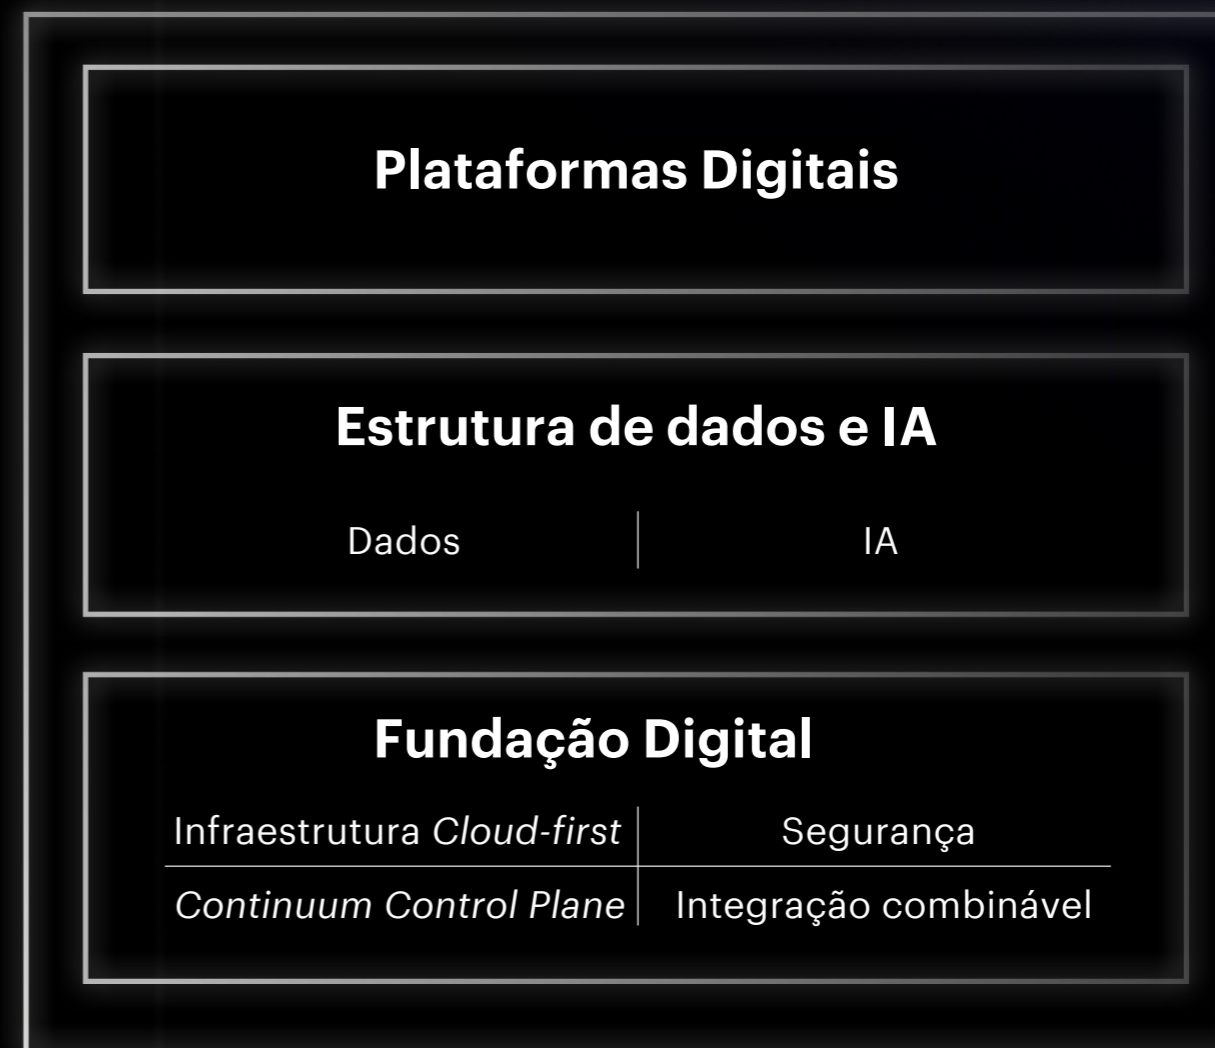 Plataformas Digitais
Estrutura de dados e IA
Dados
IA
Fundação Digital
Infraestrutura Cloud-first
Segurança
Continuum Control Plane
Integração combinável